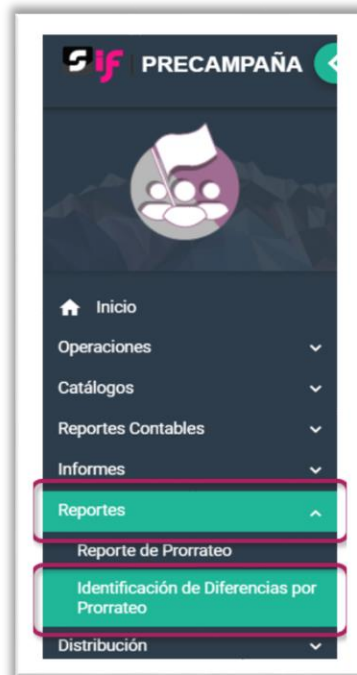 Sif PRECAMPAÑA
Inicio
Operaciones
Catálogos
Reportes Contables
Informes
Reportes
Reporte de Prorrateo
Identificación de Diferencias por
Prorrateo
Distribución